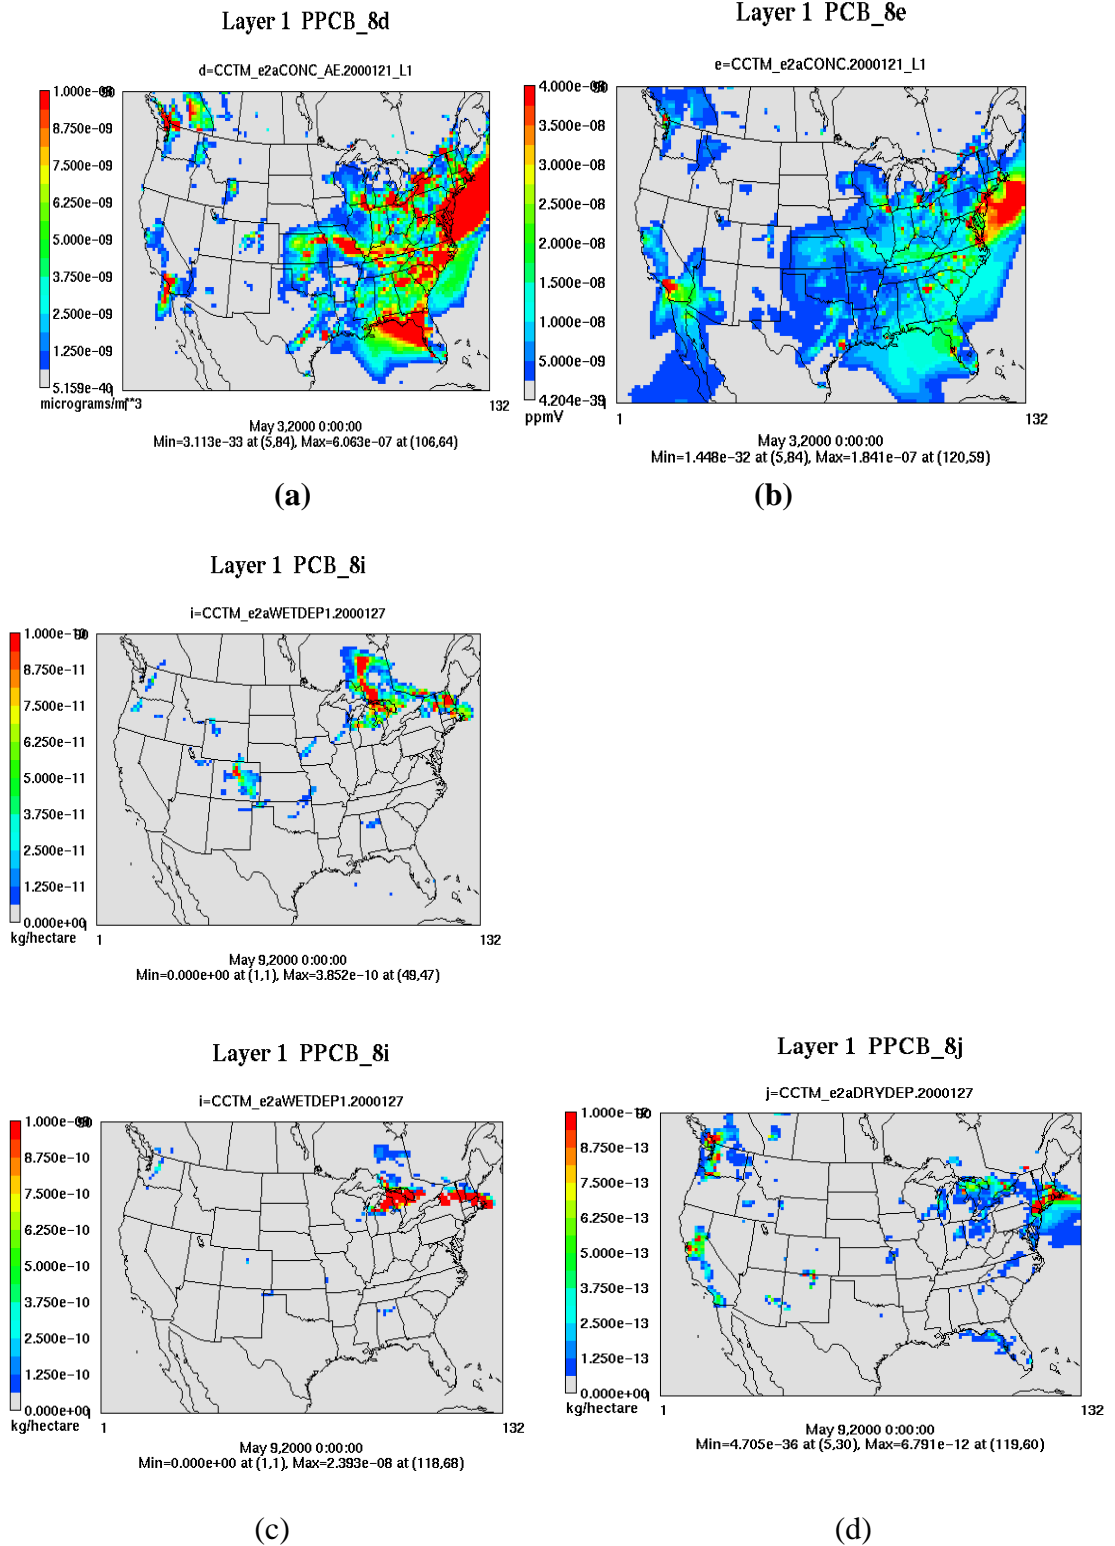 Layer 1 PPCB_8d
d=CCTM_e2aCONC_AE.2000121_L1
8.750e-09
7.500e-09
6.250e-09
5.000e-09
3.750e-09
2.500e-09
1.250e-09
micrograms/m**3
132
May 3,2000 0:00:00
Min=3.113e-33 at (5,84), Max=6.063e-07 at (106,64)
(a)
Layer 1 PCB_8e
e=CCTM_e2aCONC.2000121_L1
3.500e-08
3.000e-08
2.500e-08
2.000e-08
1.500e-08
1.000e-08
5.000e-09
4.204e-39
ppmV
1
132
May 3,2000 0:00:00
Min=1.448e-32 at (5,84), Max=1.841e-07 at (120,59)
(b)
Layer 1 PCB_8i
i=CCTM_e2aWETDEP1.2000127
8.750e-11
7.500e-11
6.250e-11
5.000e-11
3.750e-11
2.500e-11
1.250e-11
0.000e+00
kg/hectare
1
132
May 9,2000 0:00:00
Min=0.000e+00 at (1,1), Max=3.852e-10 at (49,47)
Layer 1 PPCB_8i
i=CCTM_e2aWETDEP1.2000127
8.750e-10
7.500e-10
6.250e-10
5.000e-10
3.750e-10
2.500e-10
1.250e-10
0.000e+00
kg/hectare
1
132
May 9,2000 0:00:00
Min=0.000e+00 at (1,1), Max=2.393e-08 at (118,68)
(c)
Layer 1 PPCB_8j
j=CCTM_e2aDRYDEP.2000127
8.750e-13
7.500e-13
6.250e-13
5.000e-13
3.750e-13
2.500e-13
1.250e-13
0.000e+00
kg/hectare
1
132
May 9,2000 0:00:00
Min=4.705e-36 at (5,30), Max=6.791e-12 at (119,60)
(d)